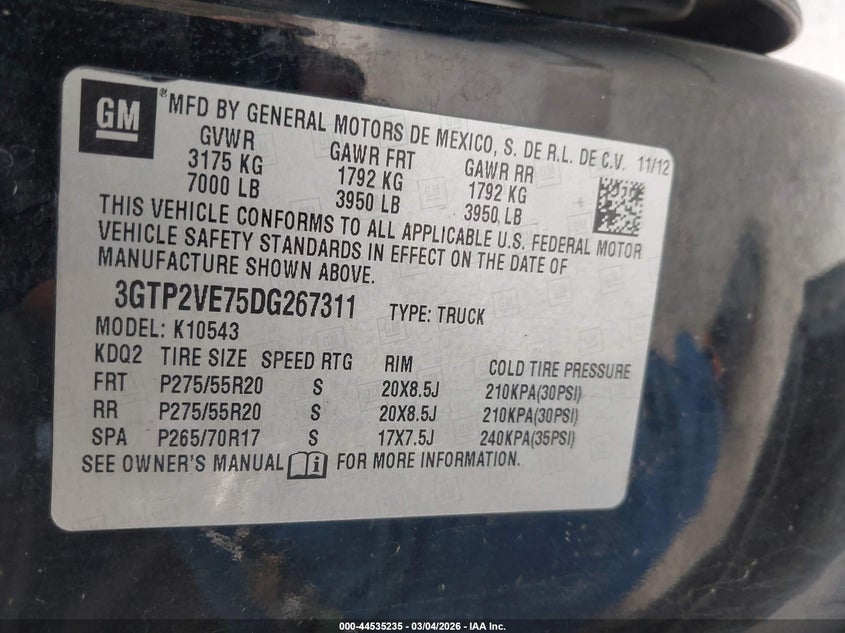 GM ® MFD BY GENERAL MOTORS DE MEXICO, S. DE R.L. DE C.V. 11/12
GVWR GAWR FRT GAWR RR
3175 KG 1792 KG 1792 KG
7000 LB 3950 LB 3950 LB
THIS VEHICLE CONFORMS TO ALL APPLICABLE U.S. FEDERAL MOTOR
VEHICLE SAFETY STANDARDS IN EFFECT ON THE DATE OF
MANUFACTURE SHOWN ABOVE.
3GTP2VE75DG267311 TYPE: TRUCK
MODEL: K10543
KDQ2 TIRE SIZE SPEED RTG RIM COLD TIRE PRESSURE
FRT P275/55R20 S 20X8.5J 210KPA(30PSI)
RR P275/55R20 S 20X8.5J 210KPA(30PSI)
SPA P265/70R17 S 17X7.5J 240KPA(35PSI)
SEE OWNER'S MANUAL FOR MORE INFORMATION.
000-44535235 - 03/04/2026 - IAA Inc.